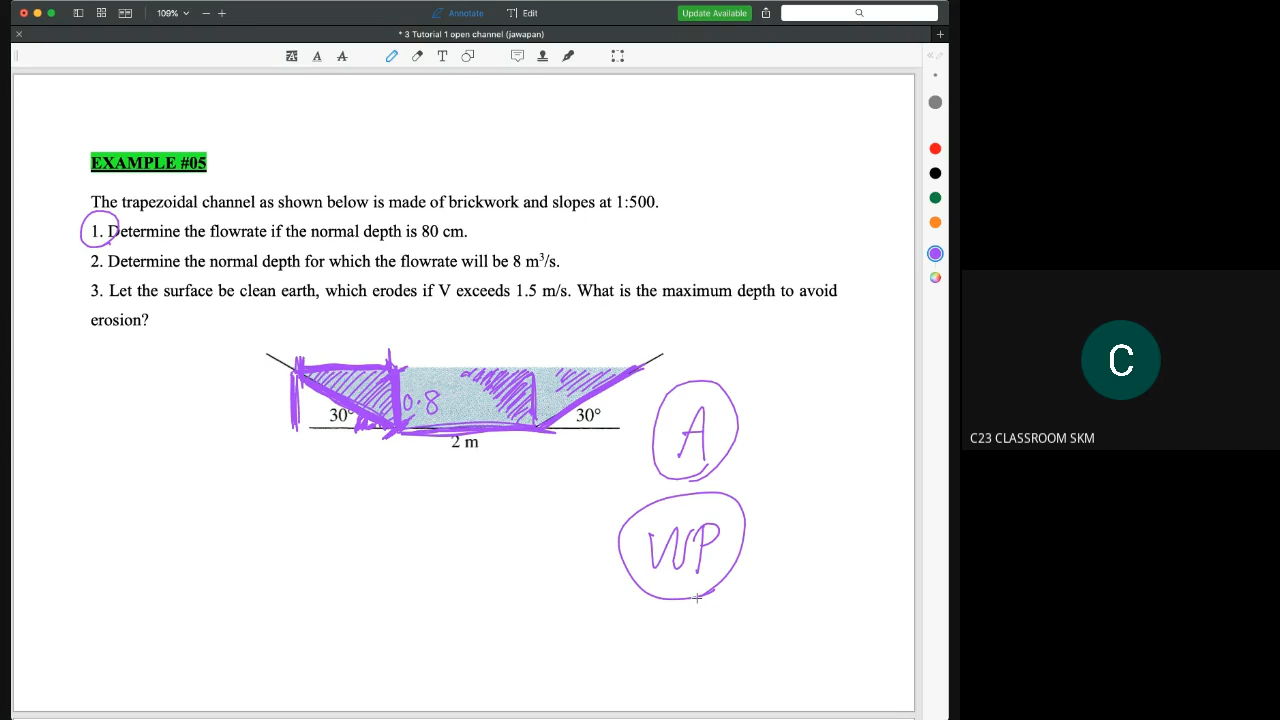 109%
Annotate
Edit
Update Available
* 3 Tutorial 1 open channel (jawapan)
EXAMPLE #05
The trapezoidal channel as shown below is made of brickwork and slopes at 1:500.
1. Determine the flowrate if the normal depth is 80 cm.
2. Determine the normal depth for which the flowrate will be 8 m³/s.
3. Let the surface be clean earth, which erodes if V exceeds 1.5 m/s. What is the maximum depth to avoid
erosion?
0.8
30°
30°
2 m
A
WP
C
C23 CLASSROOM SKM